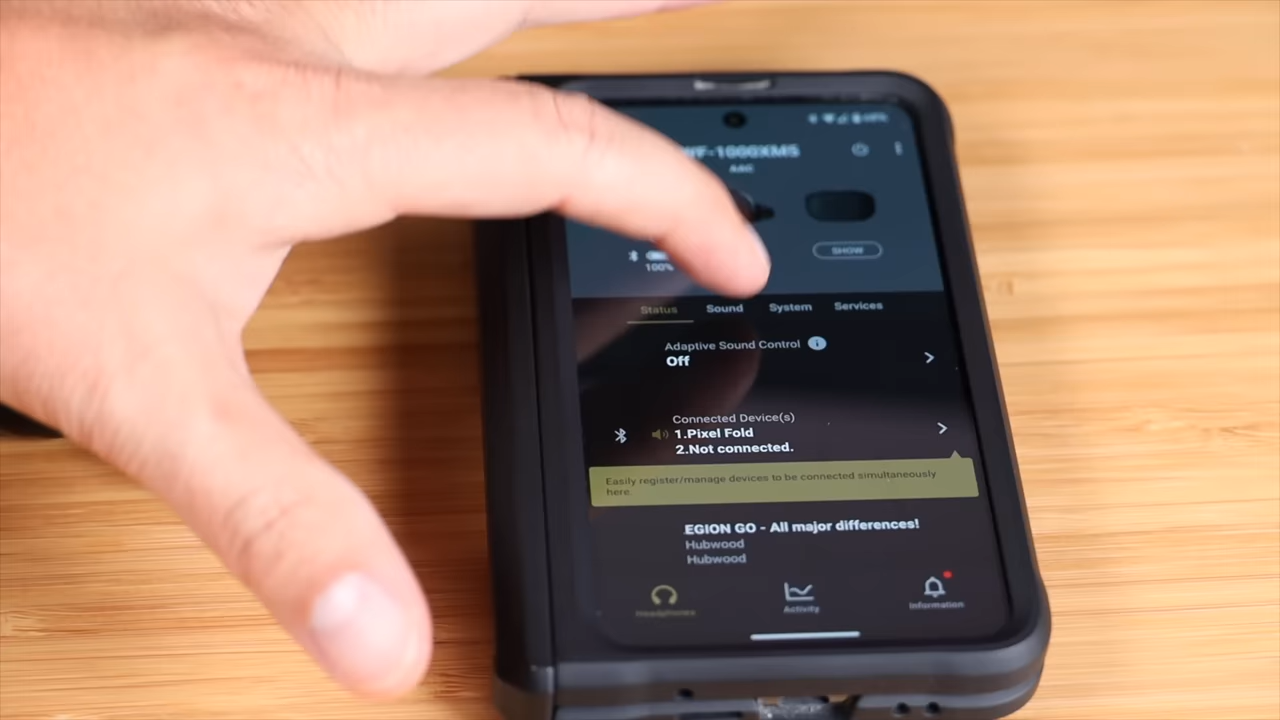 WF-1000XM5
AAC
SHOW
100%
Status Sound System Services
Adaptive Sound Control
Off
Connected Device(s)
1.Pixel Fold
2.Not connected.
Easily register/manage devices to be connected simultaneously
here.
EGION GO - All major differences!
Hubwood
Hubwood
Headphones Activity Information